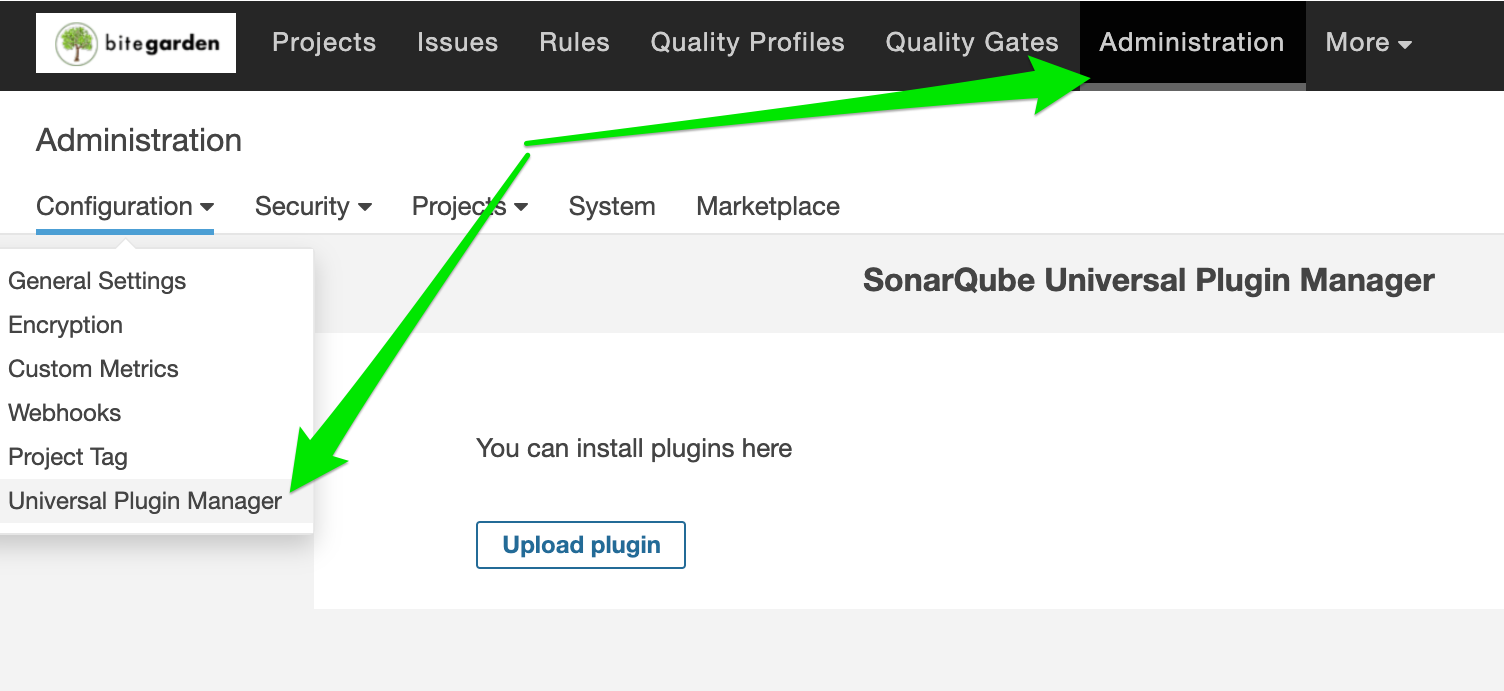 bitegarden Projects Issues Rules Quality Profiles Quality Gates Administration More
Administration
Configuration Security Projects System Marketplace
General Settings
Encryption
Custom Metrics
Webhooks
Project Tag
Universal Plugin Manager
SonarQube Universal Plugin Manager
You can install plugins here
Upload plugin